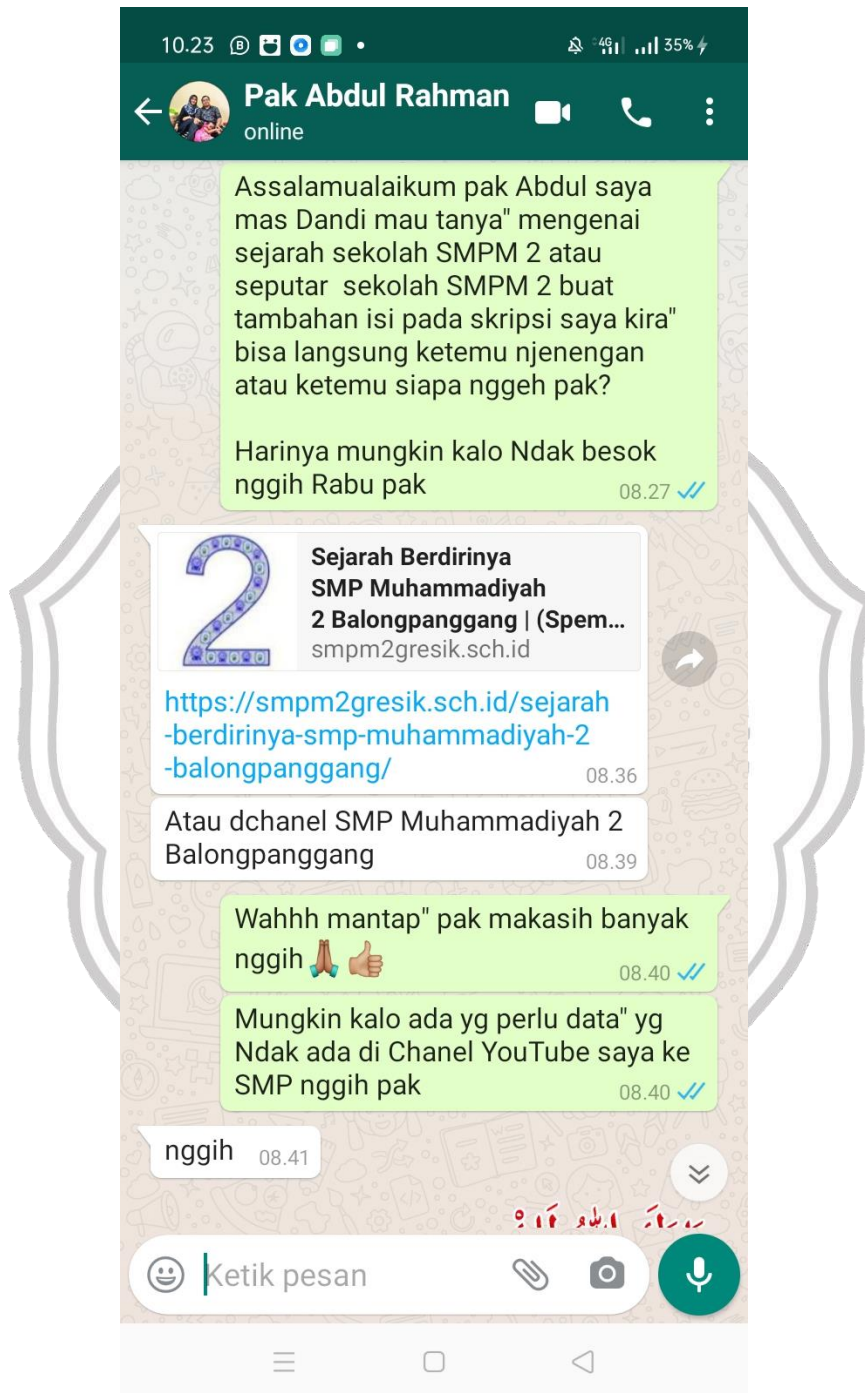 10.23
4G 35%
Pak Abdul Rahman
online
Assalamualaikum pak Abdul saya
mas Dandi mau tanya" mengenai
sejarah sekolah SMPM 2 atau
seputar sekolah SMPM 2 buat
tambahan isi pada skripsi saya kira"
bisa langsung ketemu njenengan
atau ketemu siapa nggeh pak?
Harinya mungkin kalo Ndak besok
nggih Rabu pak
08.27
2
Sejarah Berdirinya
SMP Muhammadiyah
2 Balongpanggang | (Spem...
smpm2gresik.sch.id
https://smpm2gresik.sch.id/sejarah
-berdirinya-smp-muhammadiyah-2
-balongpanggang/
08.36
Atau dchanel SMP Muhammadiyah 2
Balongpanggang
08.39
Wahhh mantap" pak makasih banyak
nggih 🙏🏽 👍🏽
08.40
Mungkin kalo ada yg perlu data" yg
Ndak ada di Chanel YouTube saya ke
SMP nggih pak
08.40
nggih 08.41
Ketik pesan